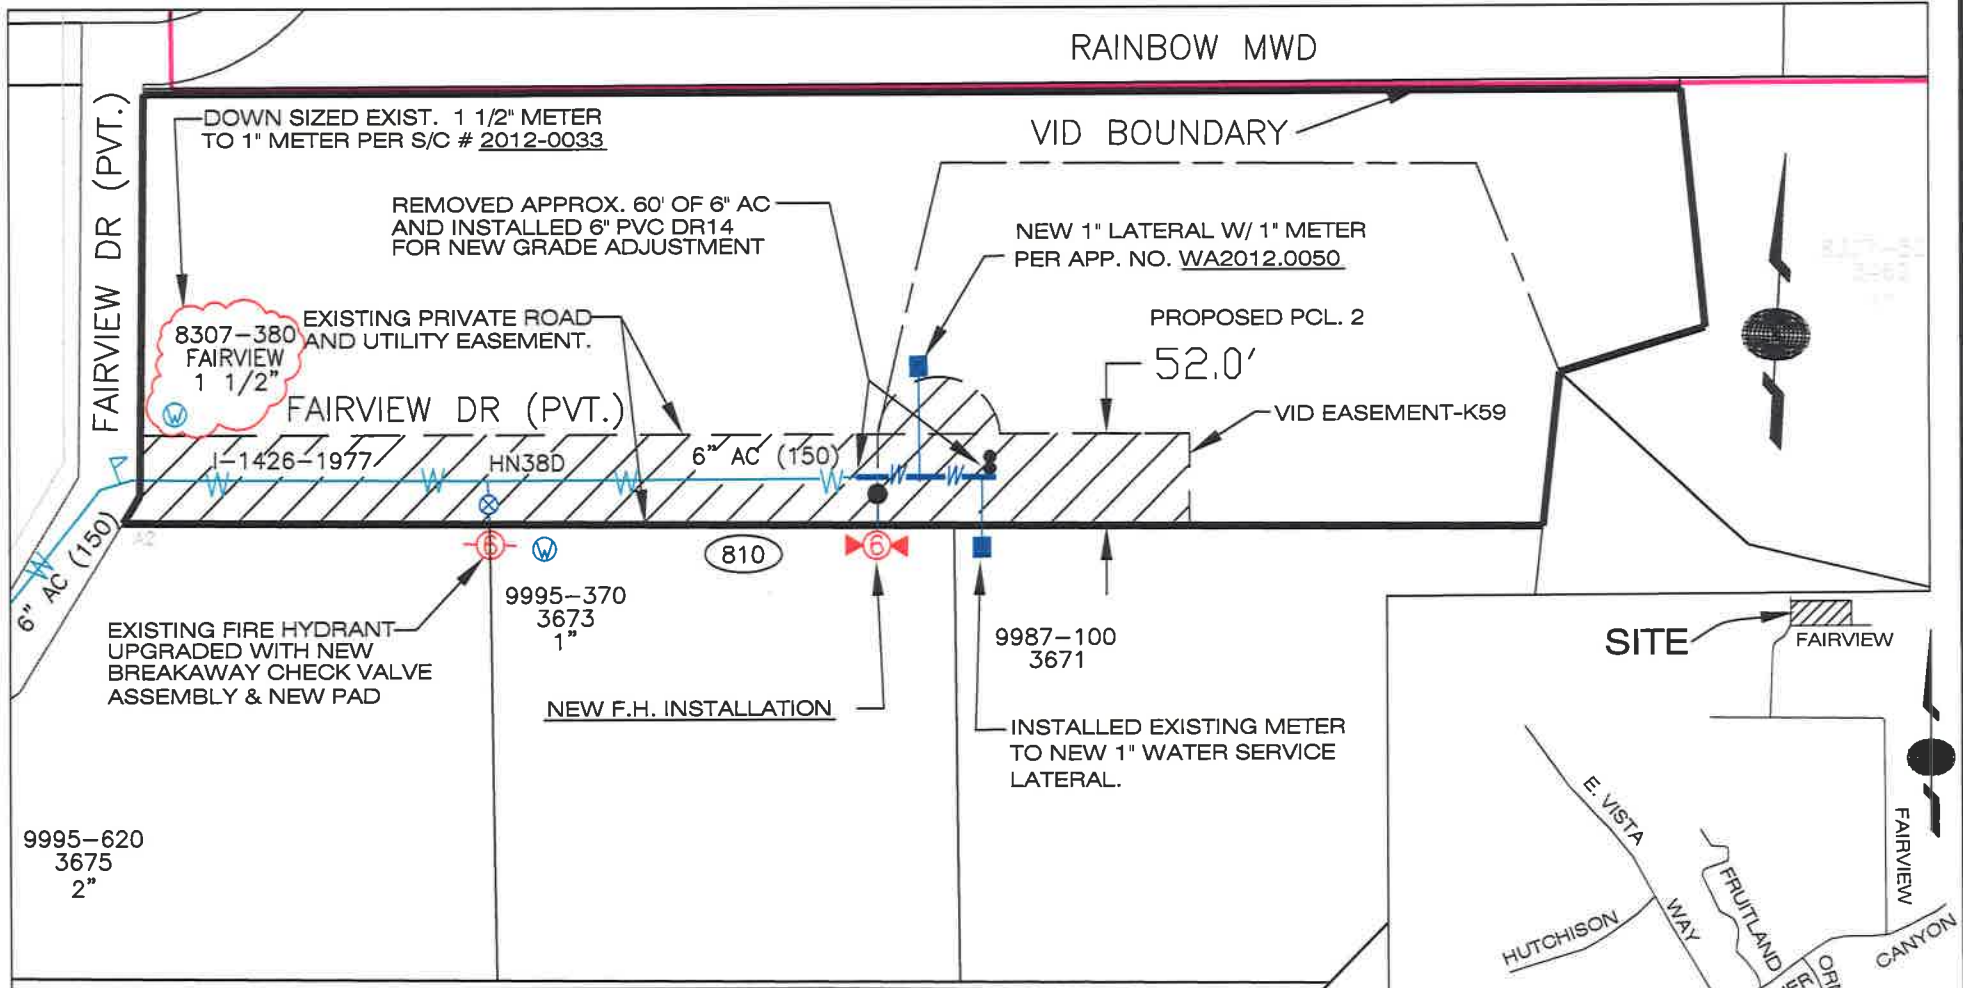 RAINBOW MWD
FAIRVIEW DR (PVT.)
DOWN SIZED EXIST. 1 1/2" METER
TO 1" METER PER S/C # 2012-0033
VID BOUNDARY
REMOVED APPROX. 60' OF 6" AC
AND INSTALLED 6" PVC DR14
FOR NEW GRADE ADJUSTMENT
NEW 1" LATERAL W/ 1" METER
PER APP. NO. WA2012.0050
8307-380
FAIRVIEW
1 1/2"
W
EXISTING PRIVATE ROAD
AND UTILITY EASEMENT.
PROPOSED PCL. 2
52.0'
FAIRVIEW DR (PVT.)
VID EASEMENT-K59
I-1426-1977
HN38D
6" AC (150)
W
W
W
W
W
W
W
6" AC (150)
A2
6
W
810
6
9995-370
3673
1"
9987-100
3671
EXISTING FIRE HYDRANT
UPGRADED WITH NEW
BREAKAWAY CHECK VALVE
ASSEMBLY & NEW PAD
NEW F.H. INSTALLATION
INSTALLED EXISTING METER
TO NEW 1" WATER SERVICE
LATERAL.
9995-620
3675
2"
SITE
FAIRVIEW
E. VISTA
WAY
FRUITLAND
FAIRVIEW
HUTCHISON
CANYON